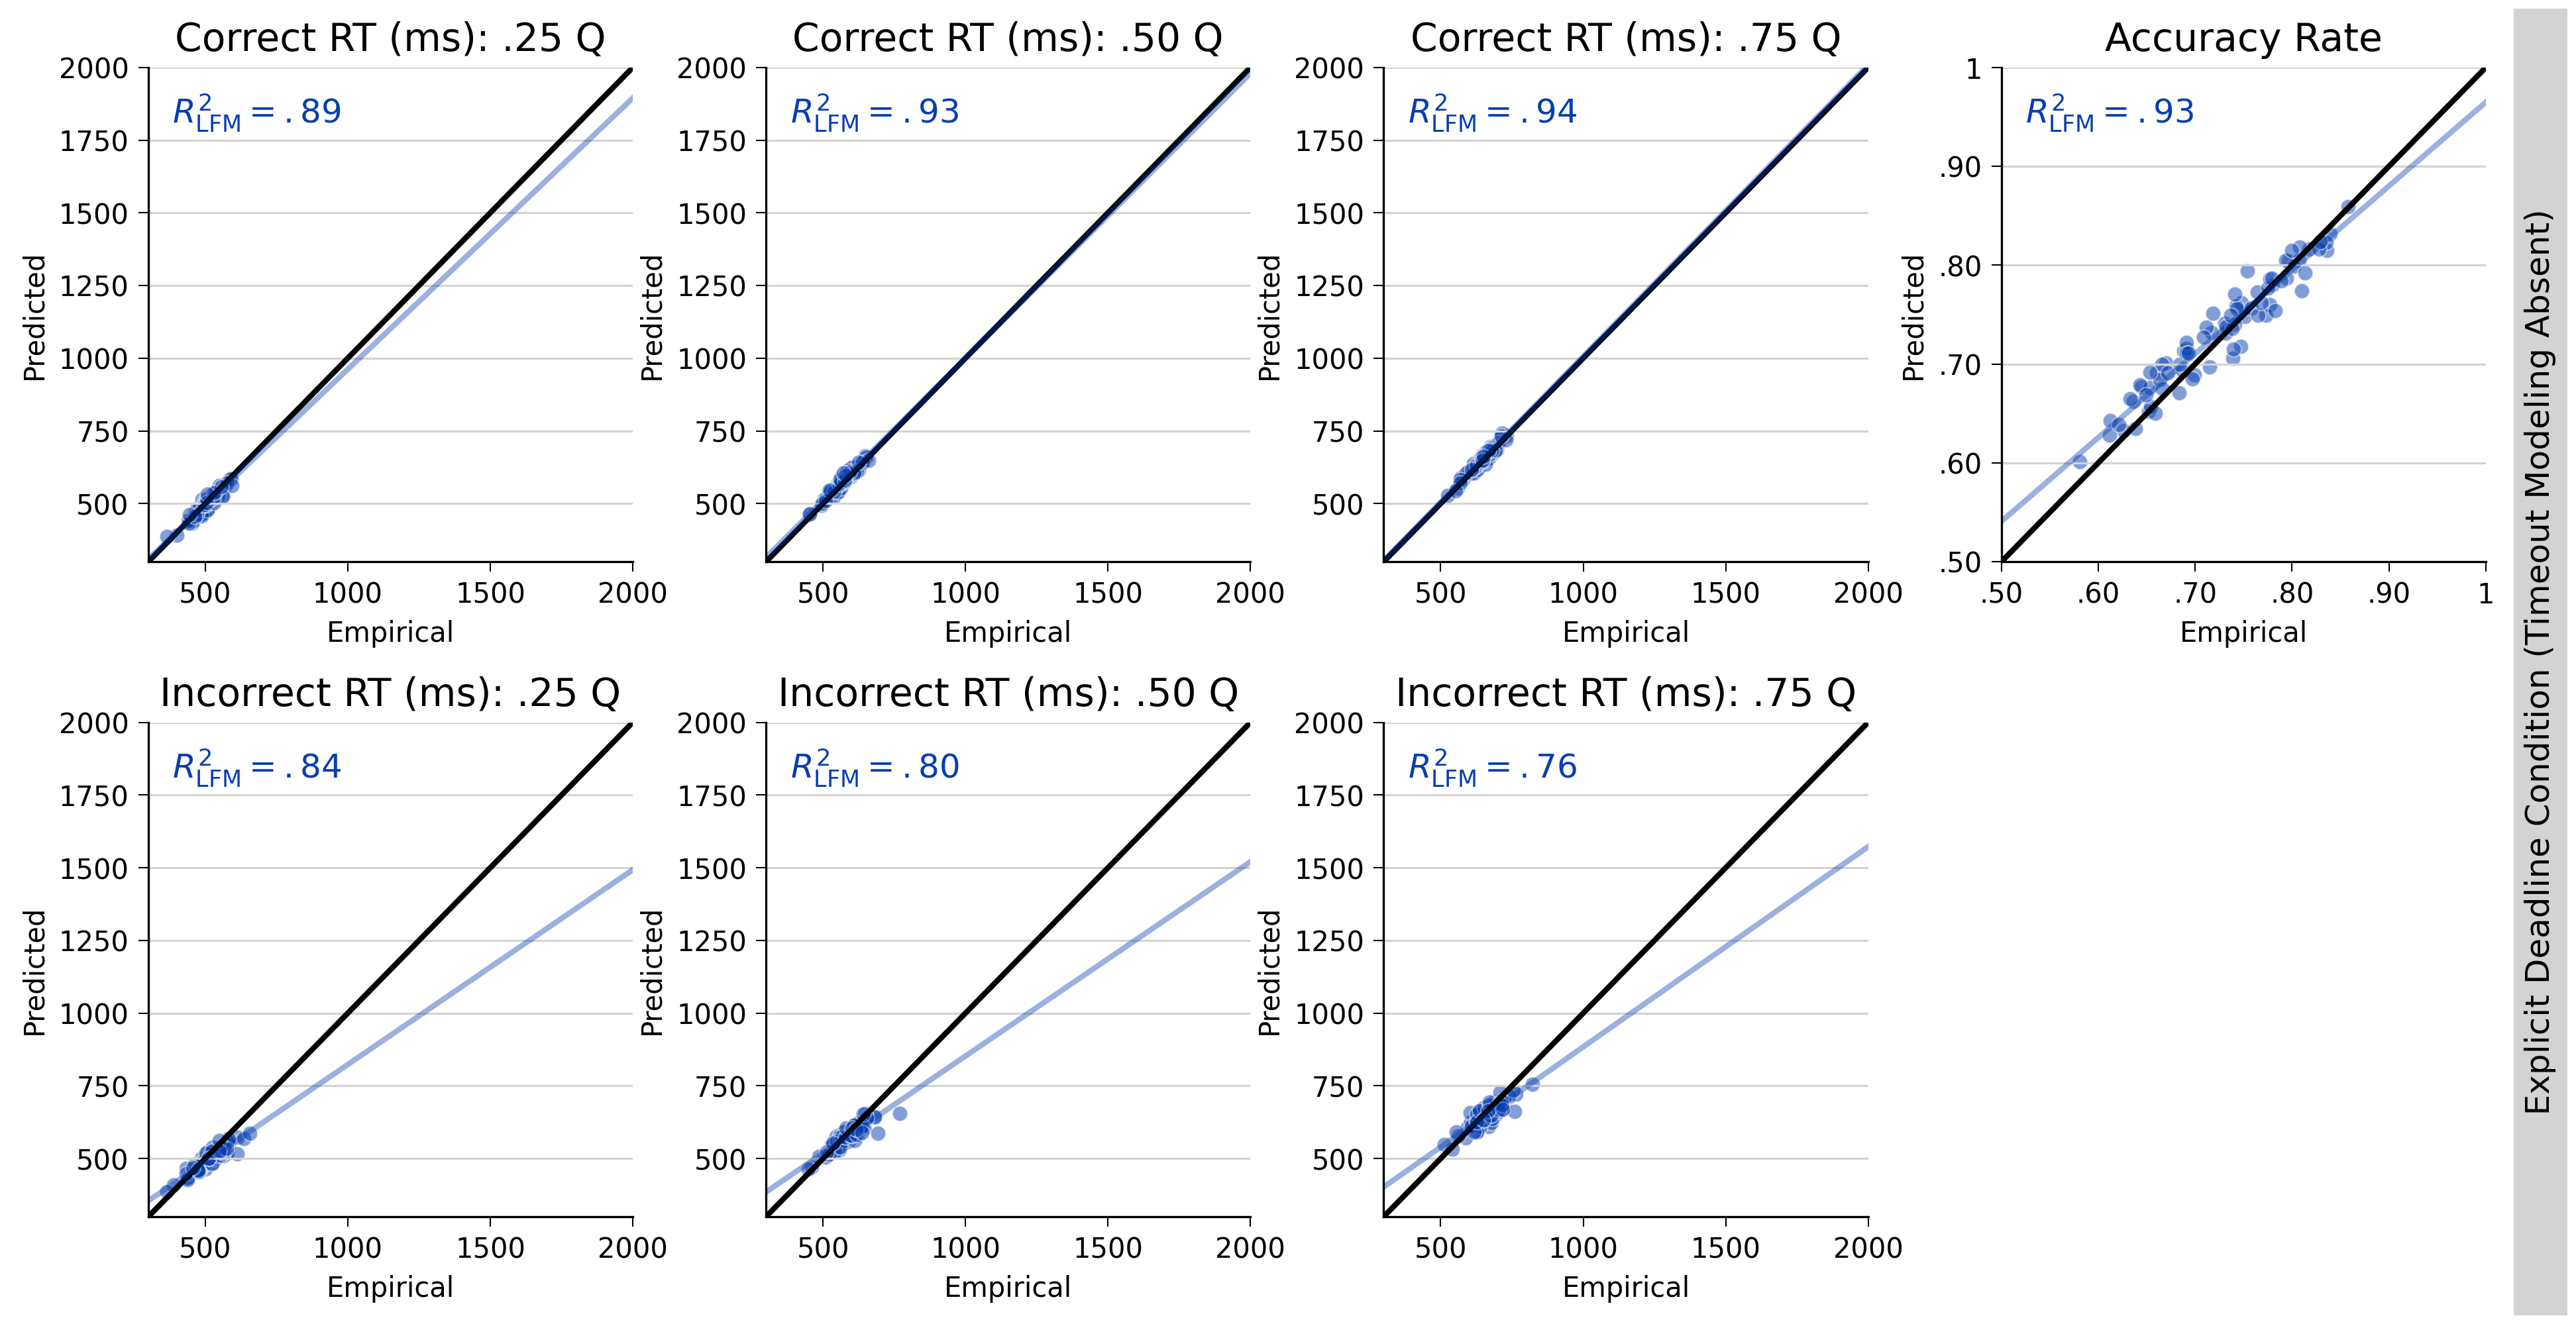 Correct RT (ms): .25 Q
R²LFM = .89
2000
1750
1500
1250
1000
750
500
Predicted
500 1000 1500 2000
Empirical
Correct RT (ms): .50 Q
R²LFM = .93
2000
1750
1500
1250
1000
750
500
Predicted
500 1000 1500 2000
Empirical
Correct RT (ms): .75 Q
R²LFM = .94
2000
1750
1500
1250
1000
750
500
Predicted
500 1000 1500 2000
Empirical
Accuracy Rate
R²LFM = .93
1
.90
.80
.70
.60
.50
Predicted
.50 .60 .70 .80 .90 1
Empirical
Incorrect RT (ms): .25 Q
R²LFM = .84
2000
1750
1500
1250
1000
750
500
Predicted
500 1000 1500 2000
Empirical
Incorrect RT (ms): .50 Q
R²LFM = .80
2000
1750
1500
1250
1000
750
500
Predicted
500 1000 1500 2000
Empirical
Incorrect RT (ms): .75 Q
R²LFM = .76
2000
1750
1500
1250
1000
750
500
Predicted
500 1000 1500 2000
Empirical
Explicit Deadline Condition (Timeout Modeling Absent)